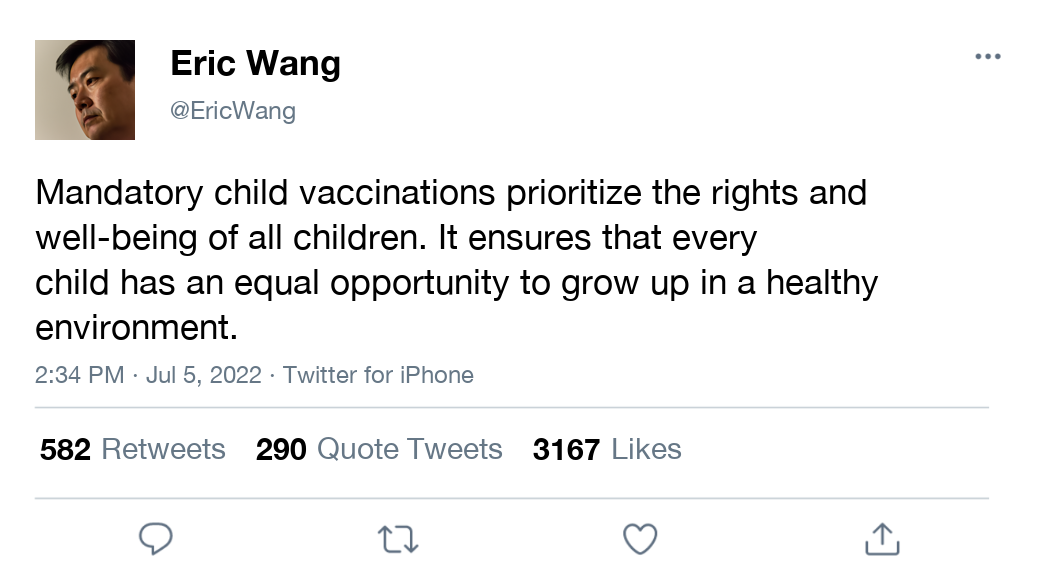 Eric Wang
@EricWang
Mandatory child vaccinations prioritize the rights and
well-being of all children. It ensures that every
child has an equal opportunity to grow up in a healthy
environment.
2:34 PM · Jul 5, 2022 · Twitter for iPhone
582 Retweets 290 Quote Tweets 3167 Likes